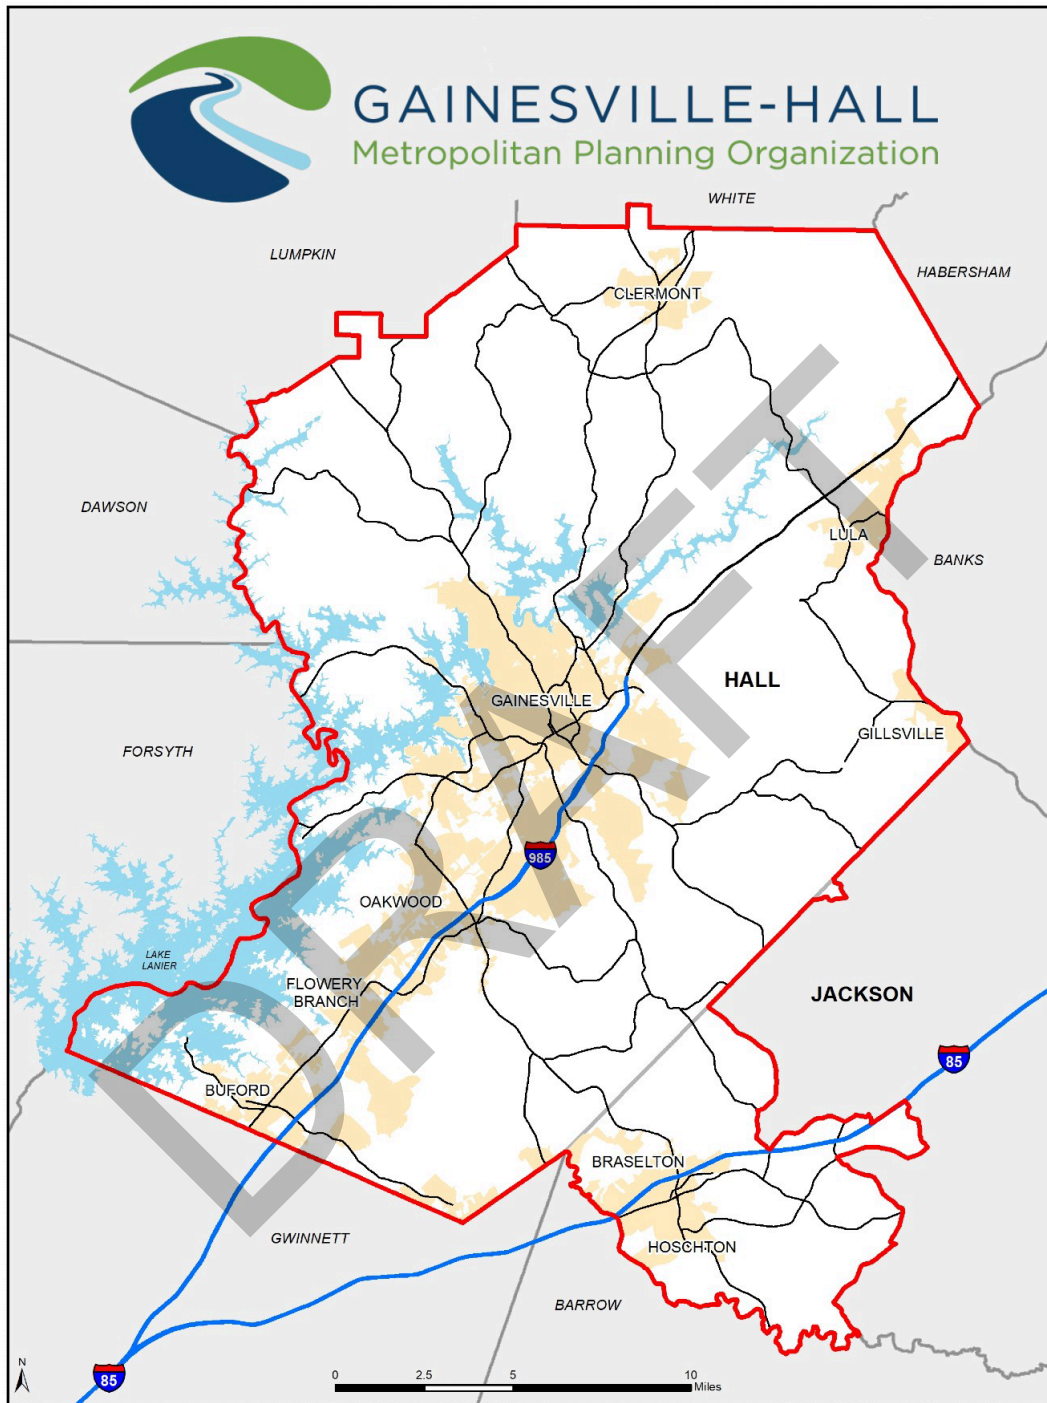 GAINESVILLE-HALL
Metropolitan Planning Organization
WHITE
LUMPKIN
HABERSHAM
CLERMONT
DAWSON
LULA
BANKS
HALL
GAINESVILLE
GILLSVILLE
FORSYTH
985
OAKWOOD
LAKE
LANIER
FLOWERY
BRANCH
JACKSON
85
BUFORD
BRASELTON
GWINNETT
HOSCHTON
BARROW
DRAFT
N
85
0 2.5 5 10
Miles